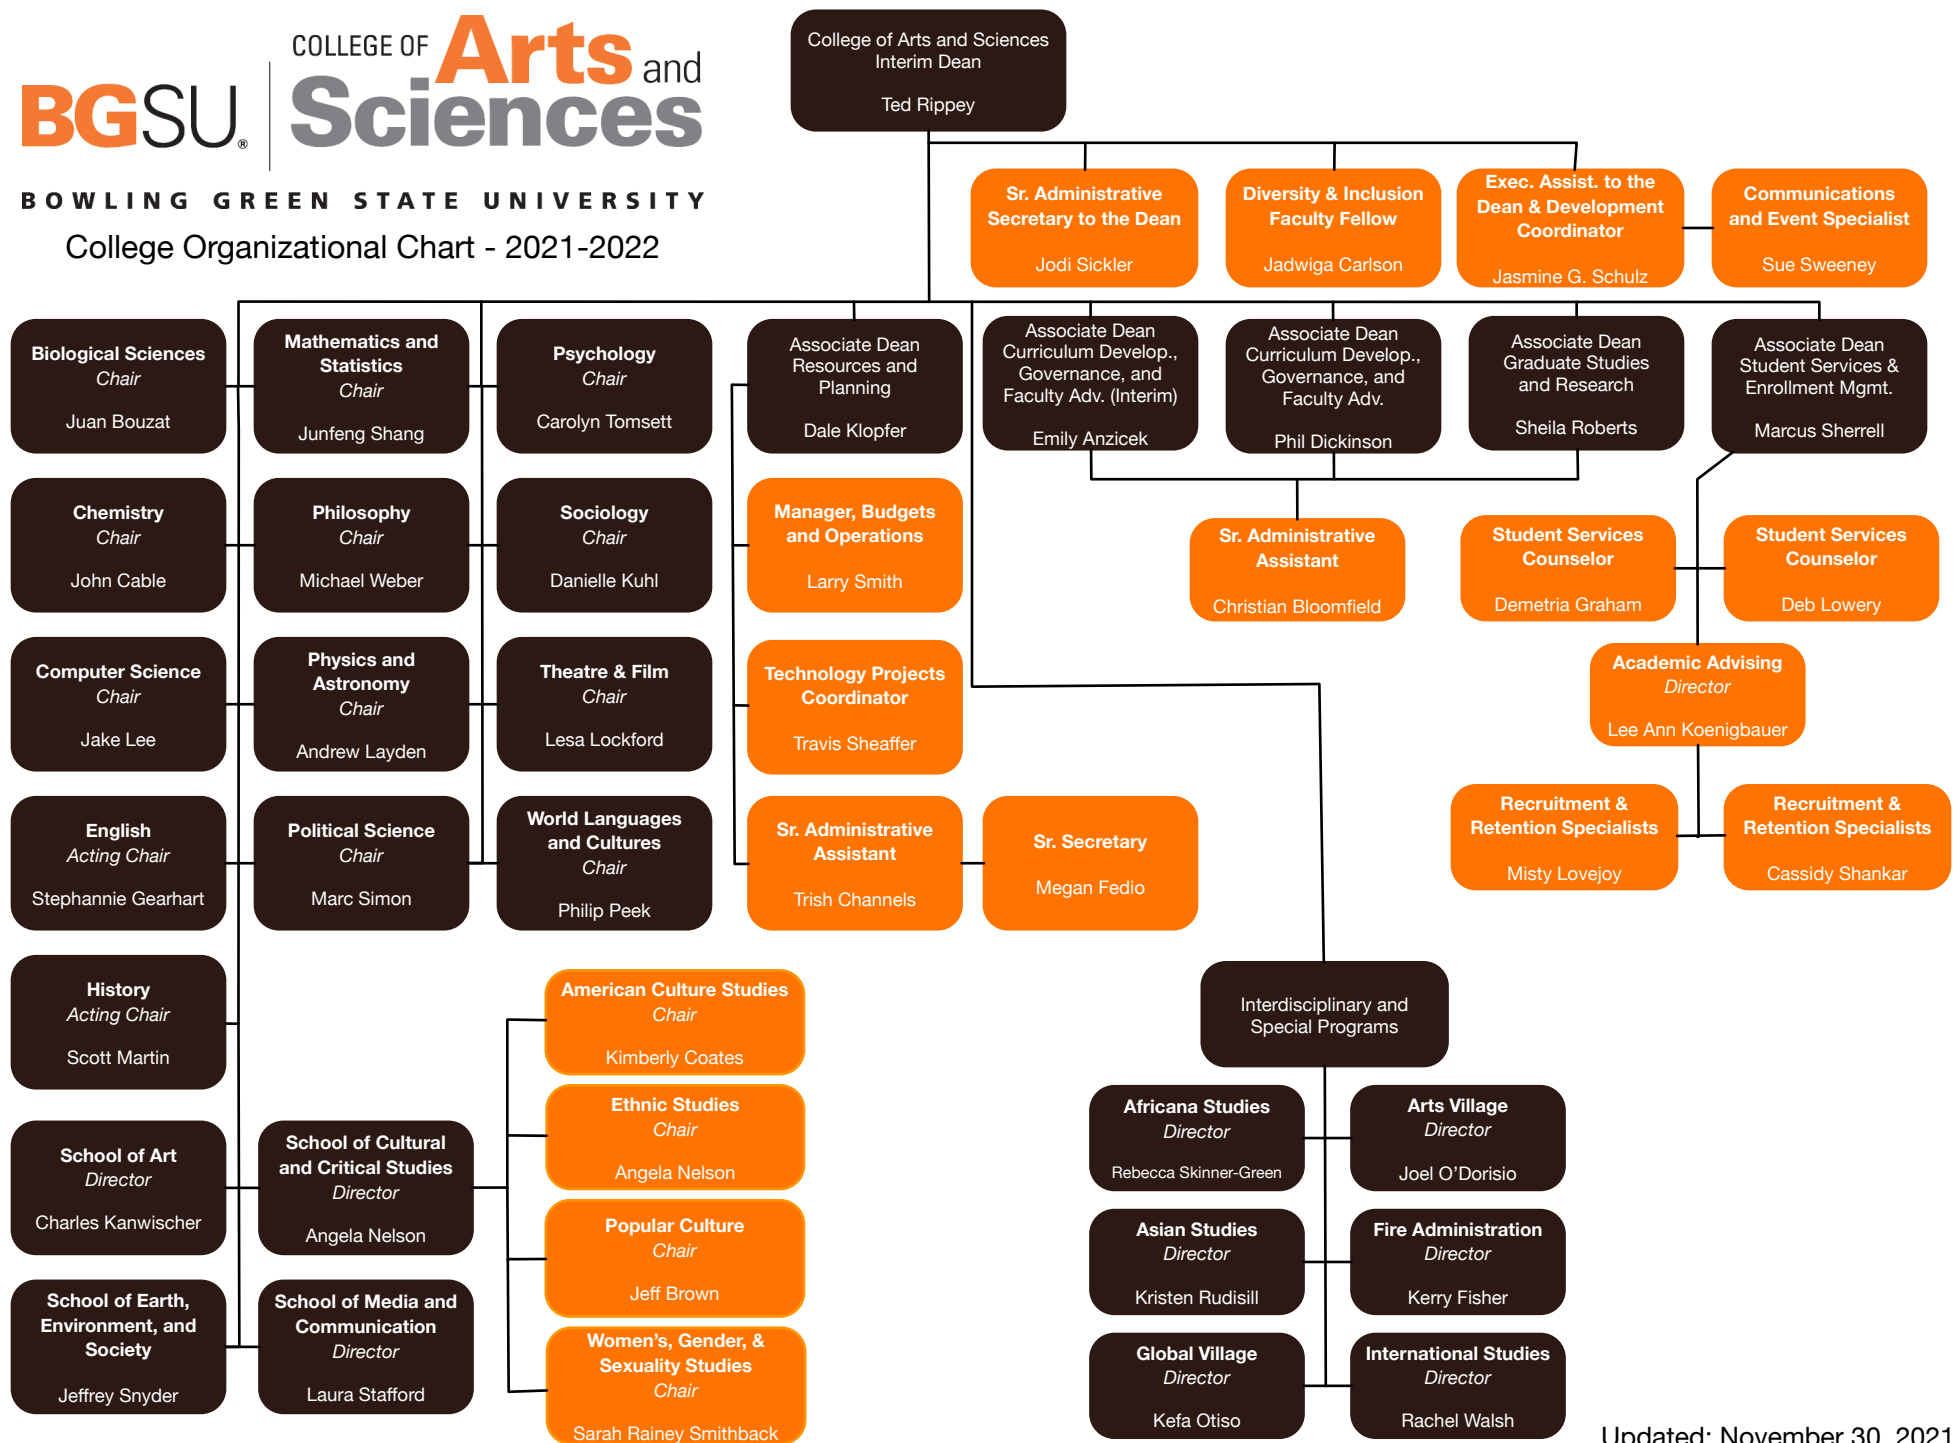 BGSU®
COLLEGE OF Arts and
Sciences
BOWLING GREEN STATE UNIVERSITY
College Organizational Chart - 2021-2022
College of Arts and Sciences
Interim Dean
Ted Rippey
Sr. Administrative
Secretary to the Dean
Jodi Sickler
Diversity & Inclusion
Faculty Fellow
Jadwiga Carlson
Exec. Assist. to the
Dean & Development
Coordinator
Jasmine G. Schulz
Communications
and Event Specialist
Sue Sweeney
Biological Sciences
Chair
Juan Bouzat
Mathematics and
Statistics
Chair
Junfeng Shang
Psychology
Chair
Carolyn Tomsett
Associate Dean
Resources and
Planning
Dale Klopfer
Associate Dean
Curriculum Develop.,
Governance, and
Faculty Adv. (Interim)
Emily Anzicek
Associate Dean
Curriculum Develop.,
Governance, and
Faculty Adv.
Phil Dickinson
Associate Dean
Graduate Studies
and Research
Sheila Roberts
Associate Dean
Student Services &
Enrollment Mgmt.
Marcus Sherrell
Chemistry
Chair
John Cable
Philosophy
Chair
Michael Weber
Sociology
Chair
Danielle Kuhl
Manager, Budgets
and Operations
Larry Smith
Sr. Administrative
Assistant
Christian Bloomfield
Student Services
Counselor
Demetria Graham
Student Services
Counselor
Deb Lowery
Computer Science
Chair
Jake Lee
Physics and
Astronomy
Chair
Andrew Layden
Theatre & Film
Chair
Lesa Lockford
Technology Projects
Coordinator
Travis Sheaffer
Academic Advising
Director
Lee Ann Koenigbauer
English
Acting Chair
Stephannie Gearhart
Political Science
Chair
Marc Simon
World Languages
and Cultures
Chair
Philip Peek
Sr. Administrative
Assistant
Trish Channels
Sr. Secretary
Megan Fedio
Recruitment &
Retention Specialists
Misty Lovejoy
Recruitment &
Retention Specialists
Cassidy Shankar
History
Acting Chair
Scott Martin
American Culture Studies
Chair
Kimberly Coates
Interdisciplinary and
Special Programs
School of Art
Director
Charles Kanwischer
School of Cultural
and Critical Studies
Director
Angela Nelson
Ethnic Studies
Chair
Angela Nelson
Africana Studies
Director
Rebecca Skinner-Green
Arts Village
Director
Joel O'Dorisio
Popular Culture
Chair
Jeff Brown
Asian Studies
Director
Kristen Rudisill
Fire Administration
Director
Kerry Fisher
School of Earth,
Environment, and
Society
Jeffrey Snyder
School of Media and
Communication
Director
Laura Stafford
Women's, Gender, &
Sexuality Studies
Chair
Sarah Rainey Smithback
Global Village
Director
Kefa Otiso
International Studies
Director
Rachel Walsh
Updated: November 30, 2021